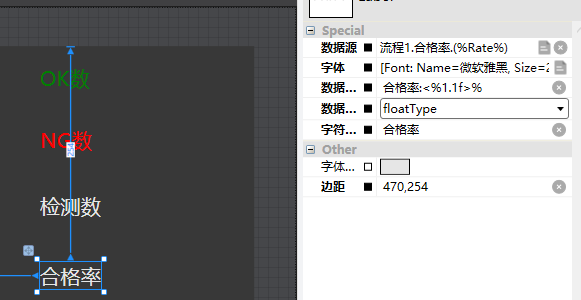 OK数
NG数
检测数
合格率
Special
数据源 流程1.合格率.(%Rate%)
字体 [Font: Name=微软雅黑, Size=2
数据... 合格率:<%1.1f>%
数据... floatType
字符... 合格率
Other
字体...
边距 470,254